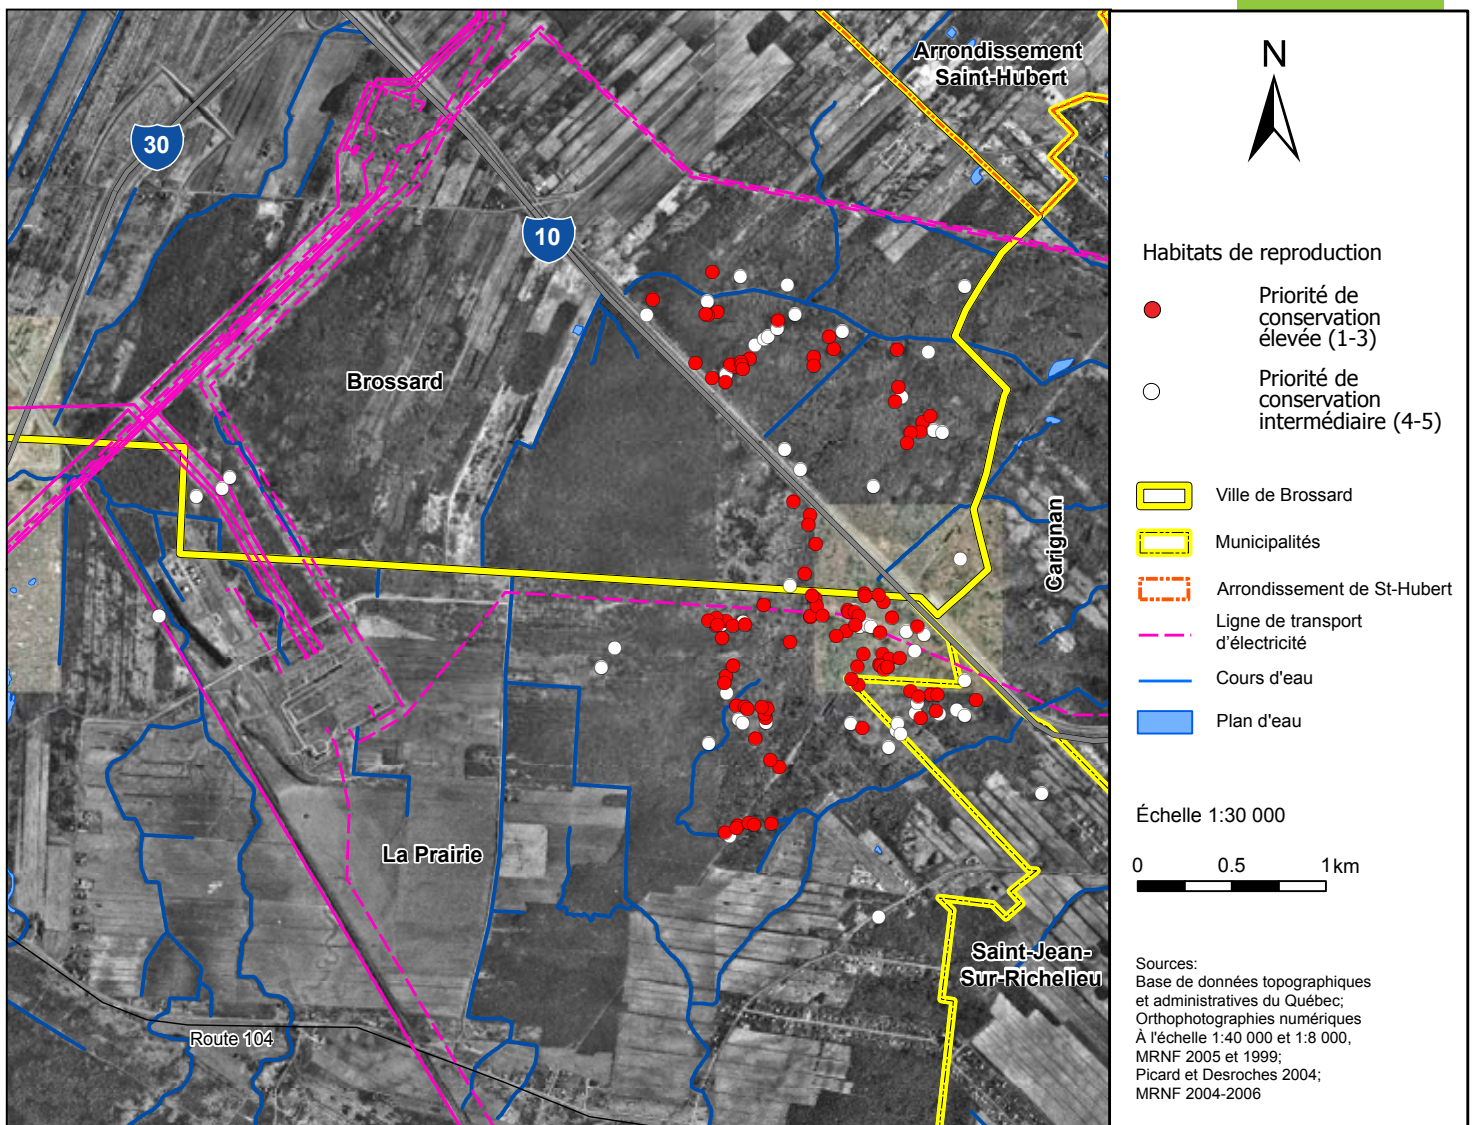 Arrondissement
Saint-Hubert
30
10
Brossard
Carignan
La Prairie
Saint-Jean-
Sur-Richelieu
Route 104
N
Habitats de reproduction
Priorité de
conservation
élevée (1-3)
Priorité de
conservation
intermédiaire (4-5)
Ville de Brossard
Municipalités
Arrondissement de St-Hubert
Ligne de transport
d'électricité
Cours d'eau
Plan d'eau
Échelle 1:30 000
0 0.5 1 km
Sources:
Base de données topographiques
et administratives du Québec;
Orthophotographies numériques
À l'échelle 1:40 000 et 1:8 000,
MRNF 2005 et 1999;
Picard et Desroches 2004;
MRNF 2004-2006